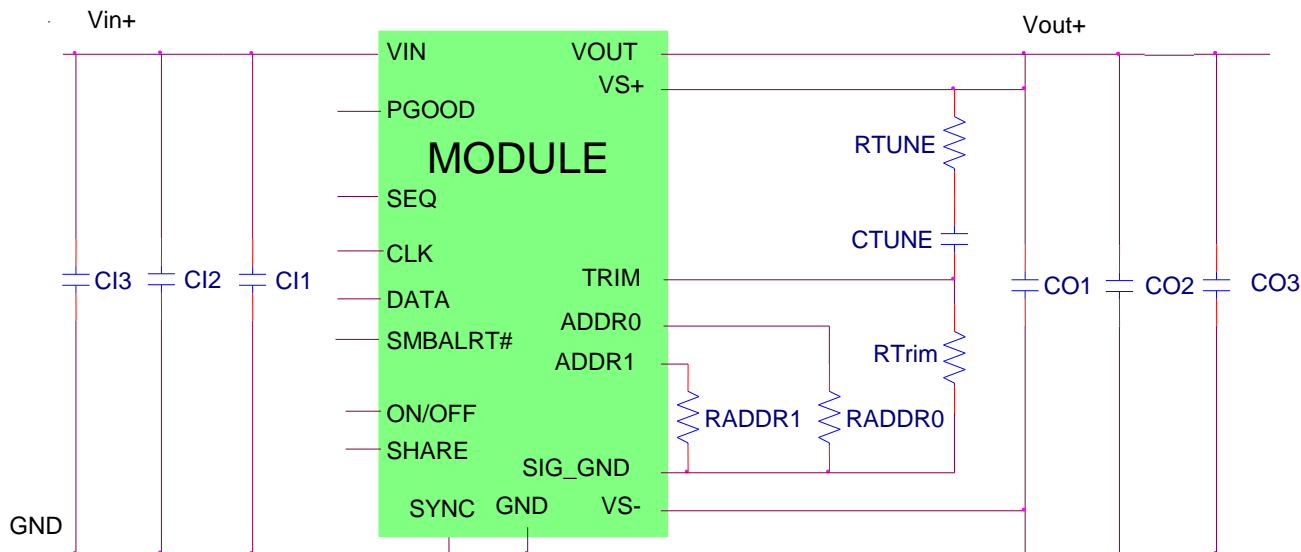 Vin+
Vout+
VIN
VOUT
VS+
PGOOD
MODULE
RTUNE
SEQ
CTUNE
CLK
TRIM
CI3
CI2
CI1
CO1
CO2
CO3
DATA
ADDR0
SMBALRT#
ADDR1
RTrim
ON/OFF
RADDR1
RADDR0
SHARE
SIG_GND
SYNC
GND
VS-
GND